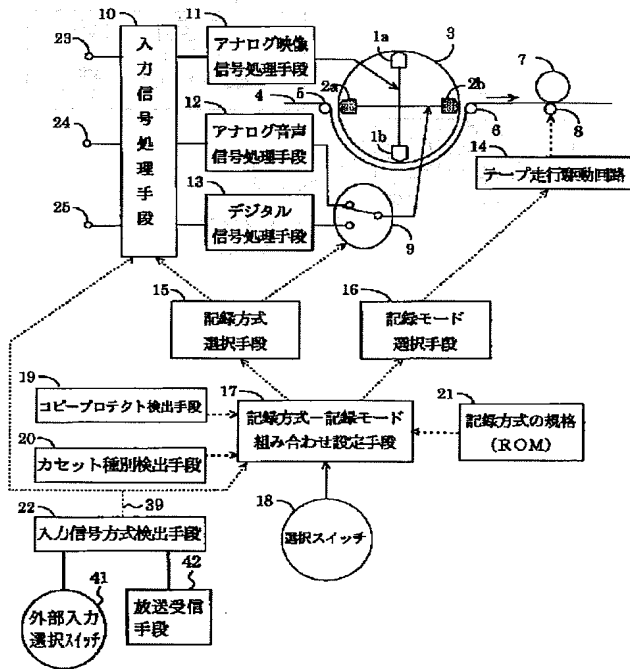 10
11
1a
3
23
アナログ映像
信号処理手段
7
12
4
5
2a
2b
入力信号処理手段
24
アナログ音声
信号処理手段
1b
6
8
13
14
25
デジタル
信号処理手段
9
テープ走行駆動回路
15
記録方式
選択手段
16
記録モード
選択手段
19
コピープロテクト検出手段
17
記録方式－記録モード
組み合わせ設定手段
21
記録方式の規格
(ROM)
20
カセット種別検出手段
39
22
入力信号方式検出手段
18
選択スイッチ
41
外部入力
選択スイッチ
42
放送受信
手段